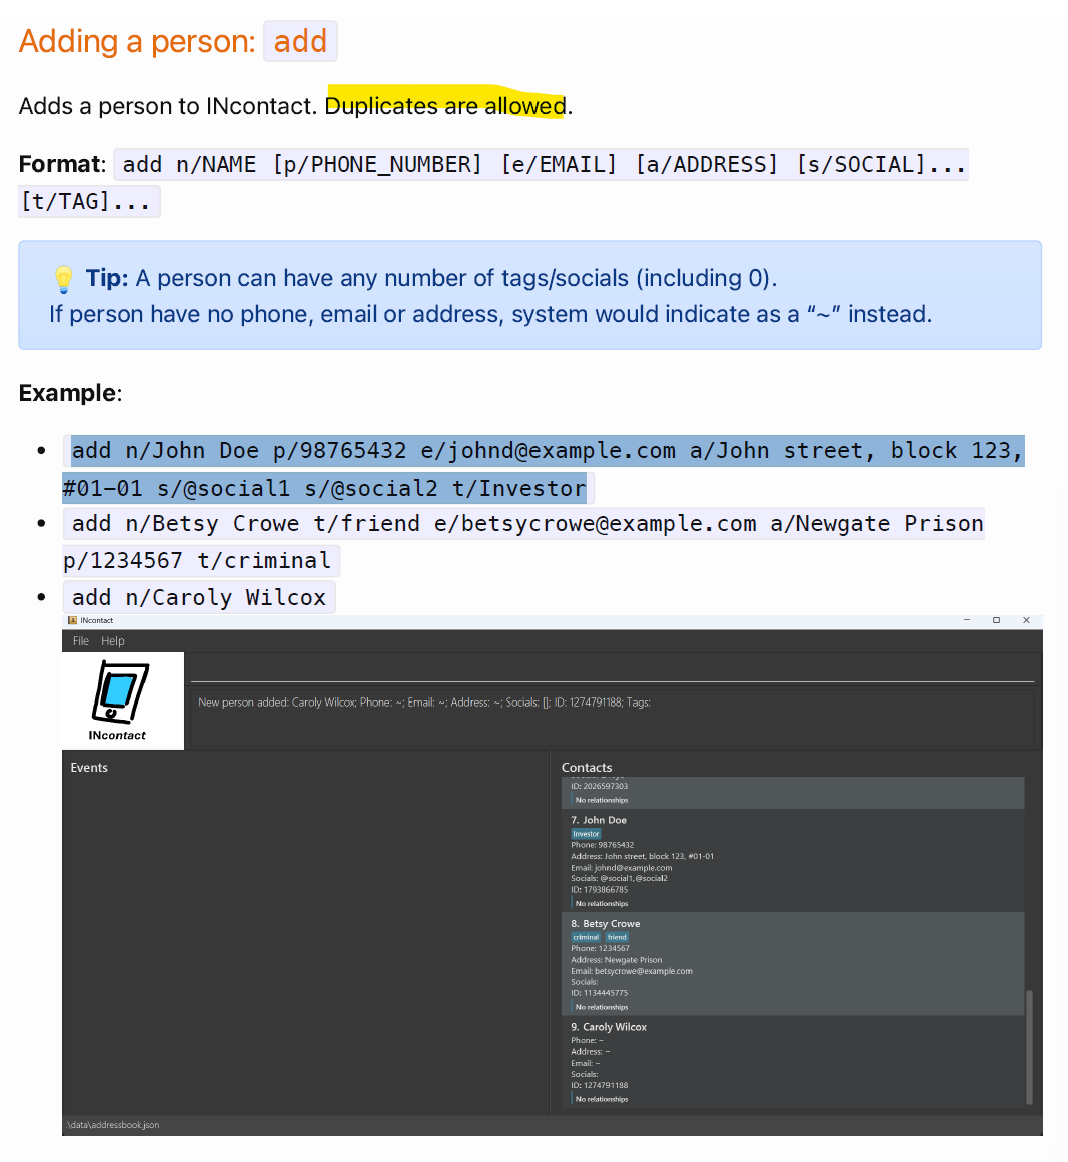 Adding a person: add
Adds a person to INcontact. Duplicates are allowed.
Format: add n/NAME [p/PHONE_NUMBER] [e/EMAIL] [a/ADDRESS] [s/SOCIAL]...
[t/TAG]...
💡 Tip: A person can have any number of tags/socials (including 0).
If person have no phone, email or address, system would indicate as a “~” instead.
Example:
• add n/John Doe p/98765432 e/johnd@example.com a/John street, block 123,
#01-01 s/@social1 s/@social2 t/Investor
• add n/Betsy Crowe t/friend e/betsycrowe@example.com a/Newgate Prison
p/1234567 t/criminal
• add n/Caroly Wilcox
INcontact
File Help
New person added: Caroly Wilcox; Phone: ~; Email: ~; Address: ~; Socials: []; ID: 1274791188; Tags:
INcontact
Events
Contacts
ID: 2026597303
No relationships
7. John Doe
Investor
Phone: 98765432
Address: John street, block 123, #01-01
Email: johnd@example.com
Socials: @social1, @social2
ID: 1793866785
No relationships
8. Betsy Crowe
criminal friend
Phone: 1234567
Address: Newgate Prison
Email: betsycrowe@example.com
Socials:
ID: 1134445775
No relationships
9. Caroly Wilcox
Phone: ~
Address: ~
Email: ~
Socials:
ID: 1274791188
No relationships
.\data\addressbook.json